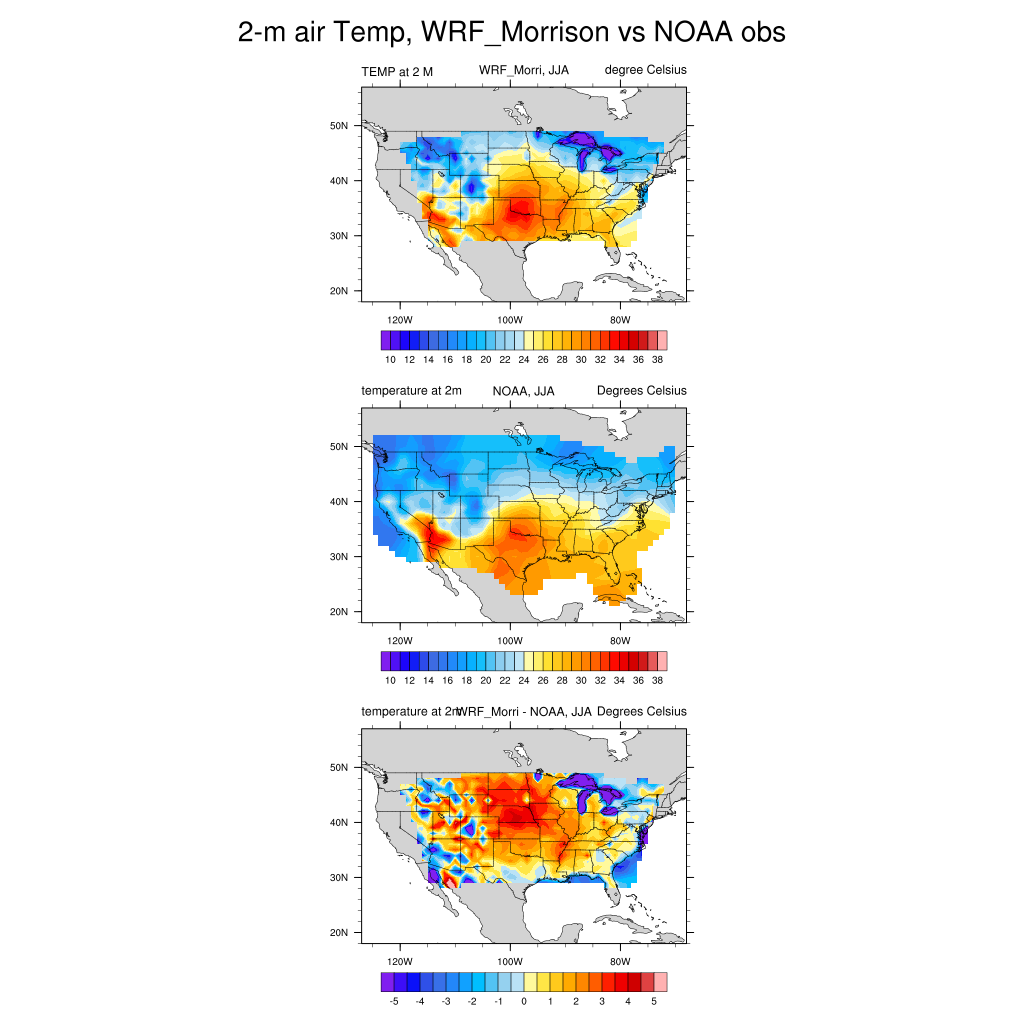 2-m air Temp, WRF_Morrison vs NOAA obs
TEMP at 2 M WRF_Morri, JJA degree Celsius
50N
40N
30N
20N
120W 100W 80W
10 12 14 16 18 20 22 24 26 28 30 32 34 36 38
temperature at 2m NOAA, JJA Degrees Celsius
50N
40N
30N
20N
120W 100W 80W
10 12 14 16 18 20 22 24 26 28 30 32 34 36 38
temperature at 2m WRF_Morri - NOAA, JJA Degrees Celsius
50N
40N
30N
20N
120W 100W 80W
-5 -4 -3 -2 -1 0 1 2 3 4 5